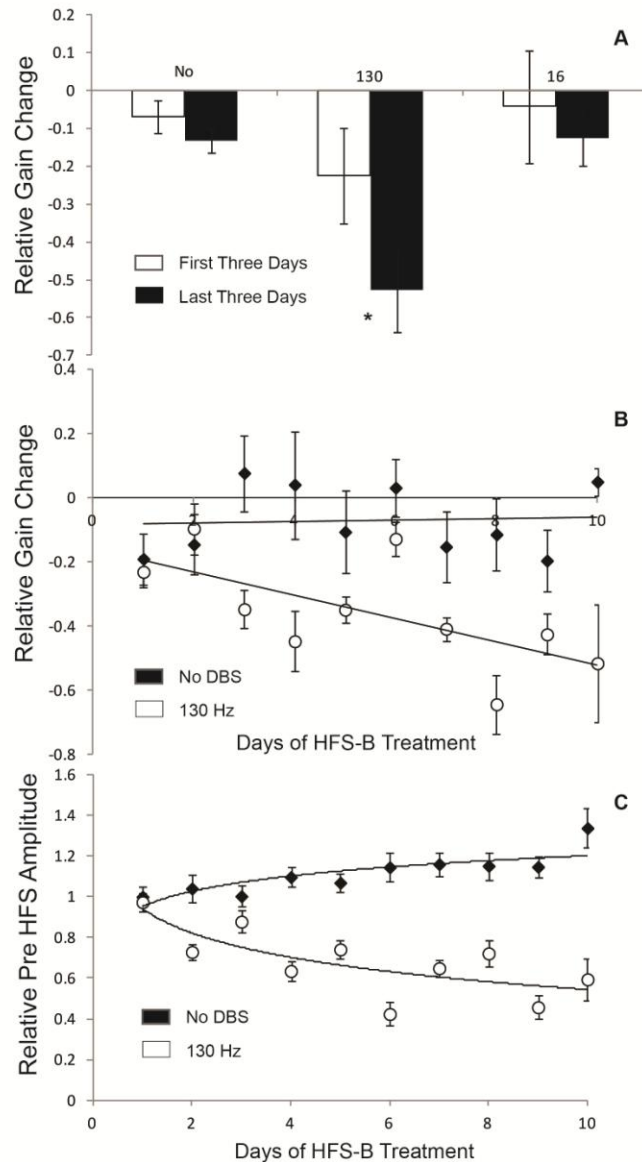 A
0.2
0.1
0
-0.1
-0.2
-0.3
-0.4
-0.5
-0.6
-0.7
Relative Gain Change
No 130 16
First Three Days
Last Three Days
*
B
0.4
0.2
0
-0.2
-0.4
-0.6
-0.8
Relative Gain Change
0 2 4 6 8 10
No DBS
130 Hz
Days of HFS-B Treatment
C
1.6
1.4
1.2
1
0.8
0.6
0.4
0.2
0
Relative Pre HFS Amplitude
No DBS
130 Hz
0 2 4 6 8 10
Days of HFS-B Treatment